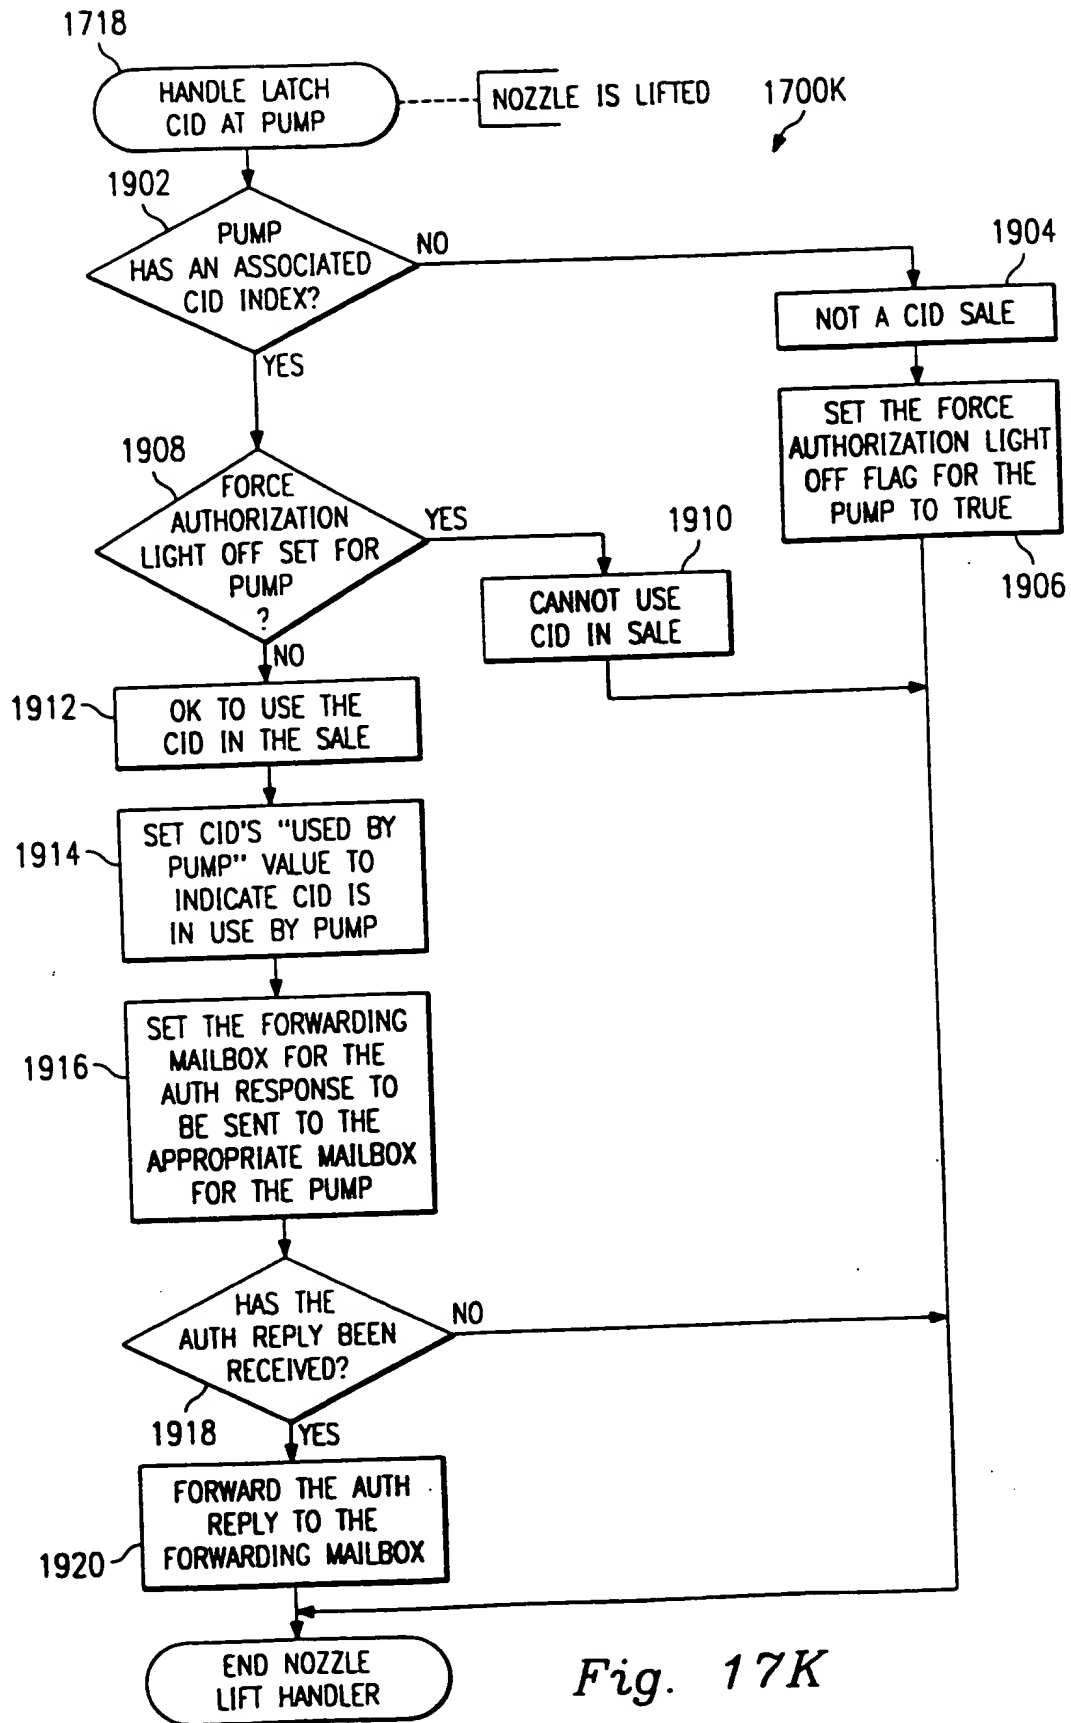 1718
HANDLE LATCH
CID AT PUMP
NOZZLE IS LIFTED
1700K
1902
PUMP
HAS AN ASSOCIATED
CID INDEX?
NO
YES
1904
NOT A CID SALE
SET THE FORCE
AUTHORIZATION LIGHT
OFF FLAG FOR THE
PUMP TO TRUE
1906
1908
FORCE
AUTHORIZATION
LIGHT OFF SET FOR
PUMP
?
YES
NO
1910
CANNOT USE
CID IN SALE
1912
OK TO USE THE
CID IN THE SALE
1914
SET CID'S "USED BY
PUMP" VALUE TO
INDICATE CID IS
IN USE BY PUMP
1916
SET THE FORWARDING
MAILBOX FOR THE
AUTH RESPONSE TO
BE SENT TO THE
APPROPRIATE MAILBOX
FOR THE PUMP
HAS THE
AUTH REPLY BEEN
RECEIVED?
NO
1918
YES
FORWARD THE AUTH
REPLY TO THE
FORWARDING MAILBOX
1920
END NOZZLE
LIFT HANDLER
Fig. 17K